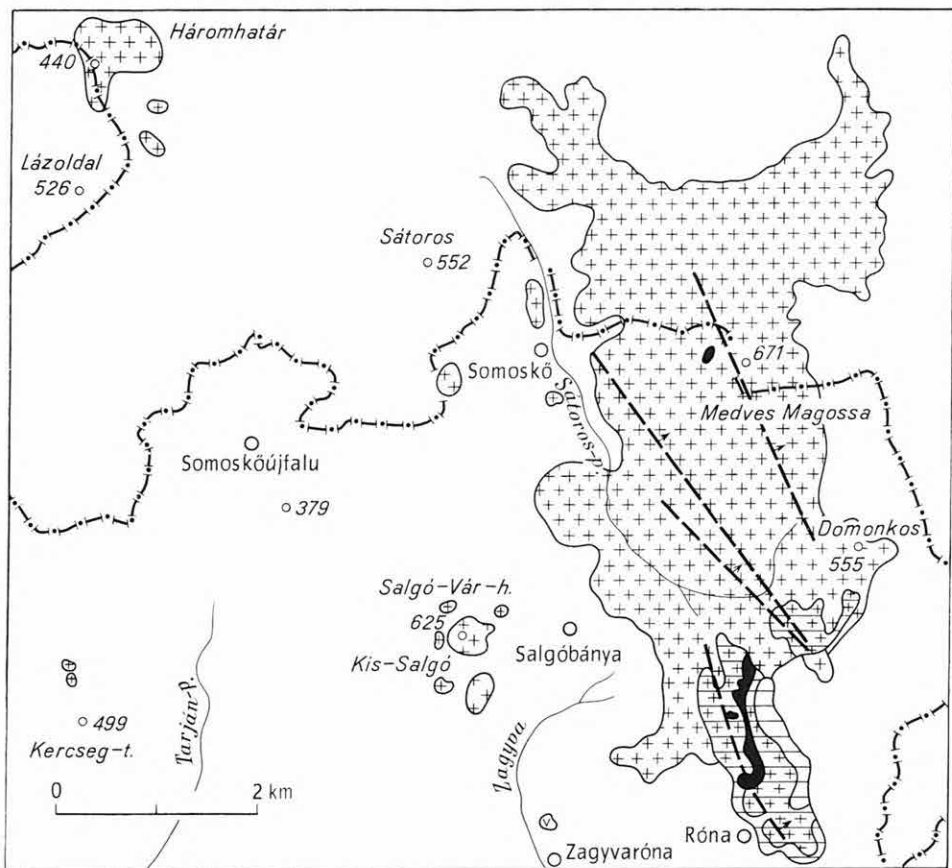 Háromhatár
440
Lázoldal
526
Sátoros
552
Somoskő
Sátoros-p.
671
Medves Magossa
Somoskőújfalu
379
Domonkos
555
Salgó-Vár-h.
625
Salgóbánya
Kis-Salgó
499
Kercseg-t.
Tarján-p.
Zagyva
0 2 km
Róna
Zagyvaróna